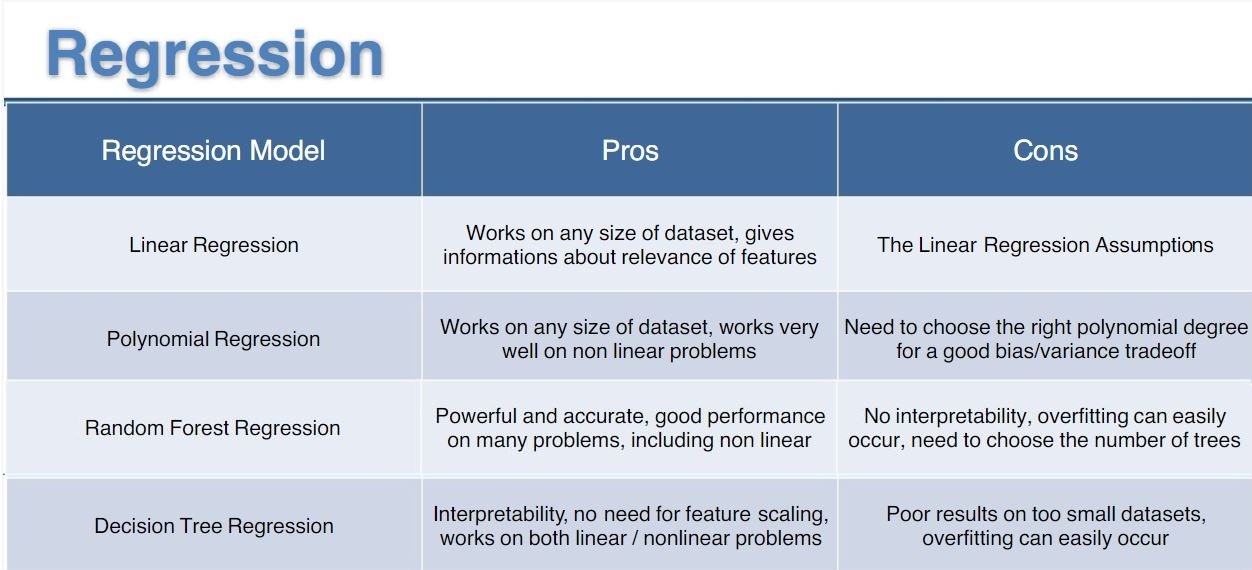 Regression
Regression Model
Pros
Cons
Linear Regression
Works on any size of dataset, gives
informations about relevance of features
The Linear Regression Assumptions
Polynomial Regression
Works on any size of dataset, works very
well on non linear problems
Need to choose the right polynomial degree
for a good bias/variance tradeoff
Random Forest Regression
Powerful and accurate, good performance
on many problems, including non linear
No interpretability, overfitting can easily
occur, need to choose the number of trees
Decision Tree Regression
Interpretability, no need for feature scaling,
works on both linear / nonlinear problems
Poor results on too small datasets,
overfitting can easily occur